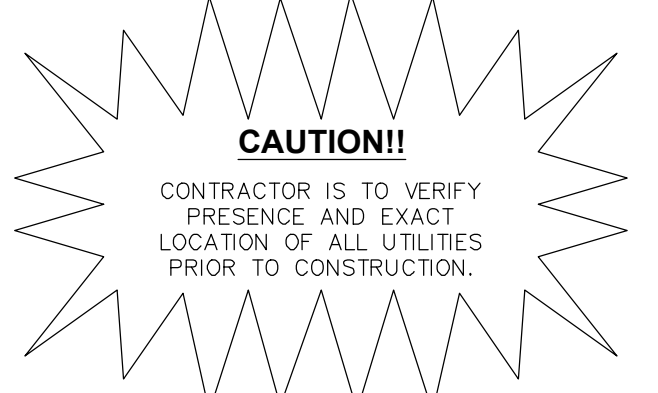 CAUTION!!
CONTRACTOR IS TO VERIFY
PRESENCE AND EXACT
LOCATION OF ALL UTILITIES
PRIOR TO CONSTRUCTION.